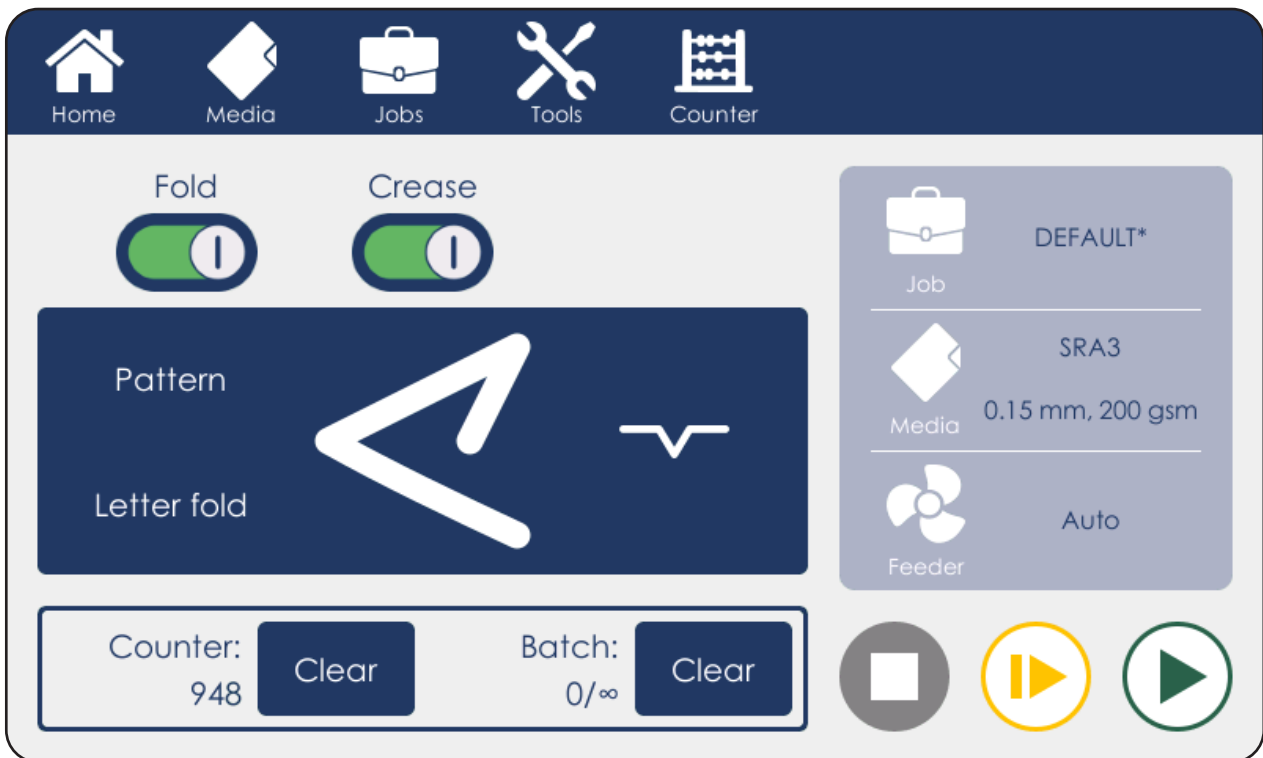 Home
Media
Jobs
Tools
Counter
Fold
Crease
Pattern
Letter fold
DEFAULT*
Job
SRA3
0.15 mm, 200 gsm
Media
Auto
Feeder
Counter:
948
Clear
Batch:
0/∞
Clear